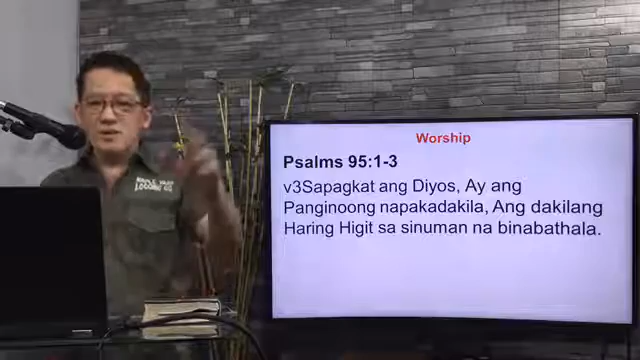 Worship
Psalms 95:1-3
v3Sapagkat ang Diyos, Ay ang
Panginoong napakadakila, Ang dakilang
Haring Higit sa sinuman na binabathala.